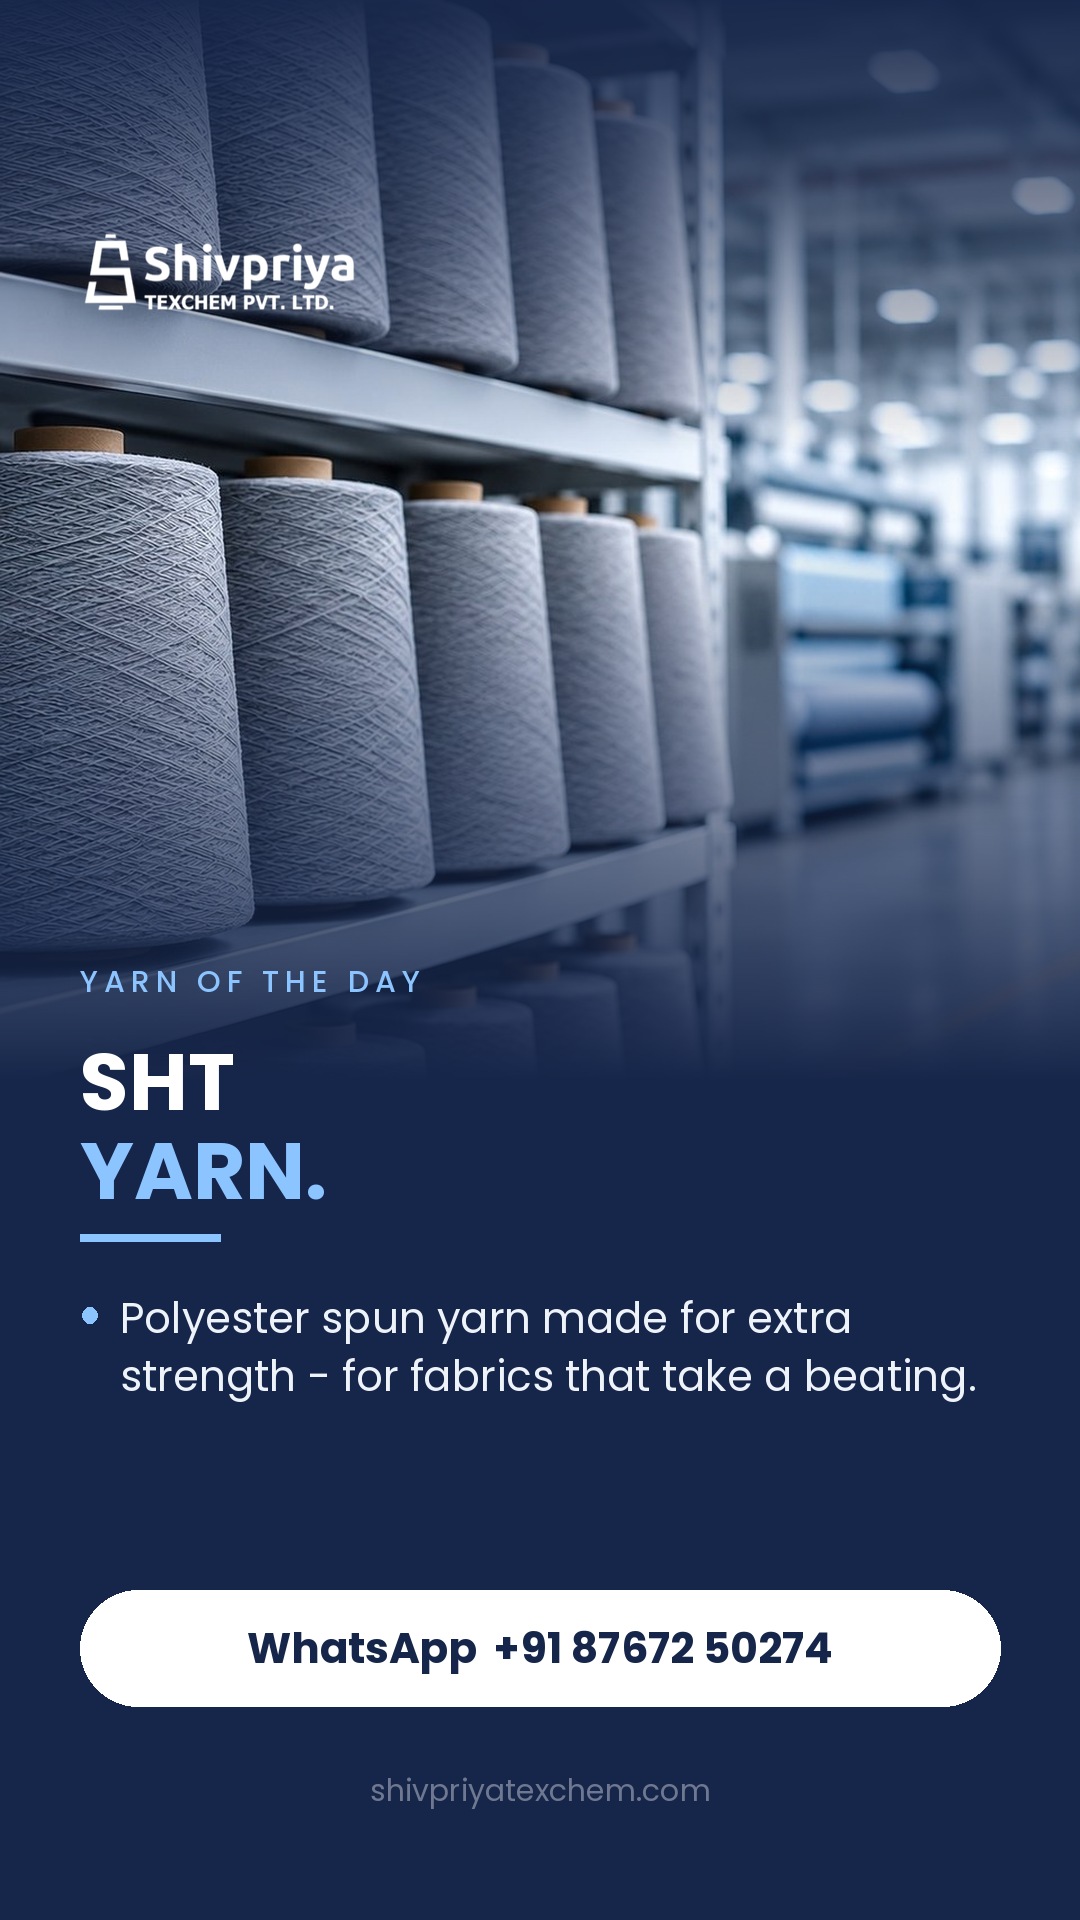 Shivpriya
TEXCHEM PVT. LTD.
YARN OF THE DAY
SHT
YARN.
Polyester spun yarn made for extra
strength - for fabrics that take a beating.
WhatsApp +91 87672 50274
shivpriyatexchem.com